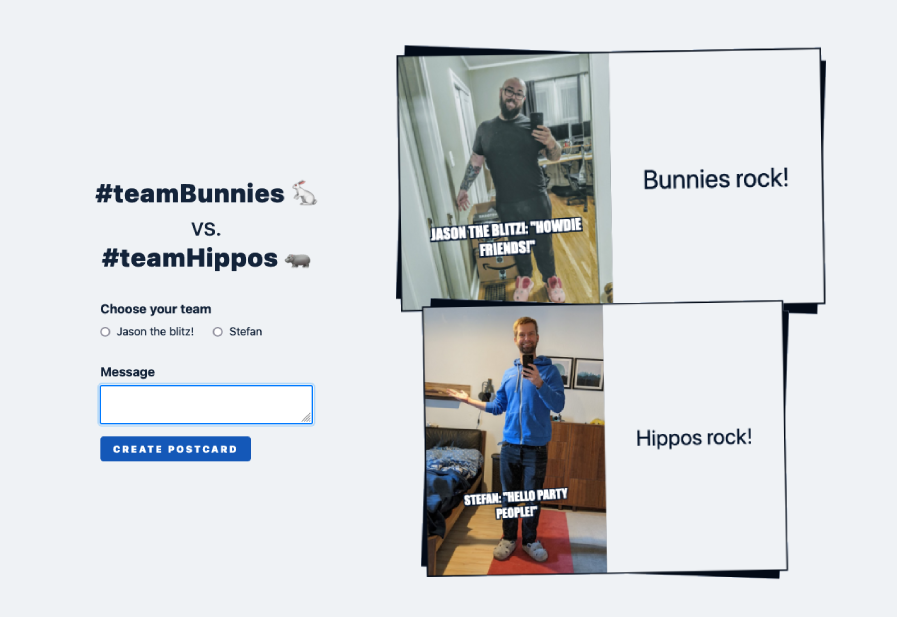 #teamBunnies 🐇
vs.
#teamHippos 🦛
Choose your team
Jason the blitz!
Stefan
Message
CREATE POSTCARD
JASON THE BLITZ!: "HOWDIE
FRIENDS!"
Bunnies rock!
STEFAN: "HELLO PARTY
PEOPLE!"
Hippos rock!